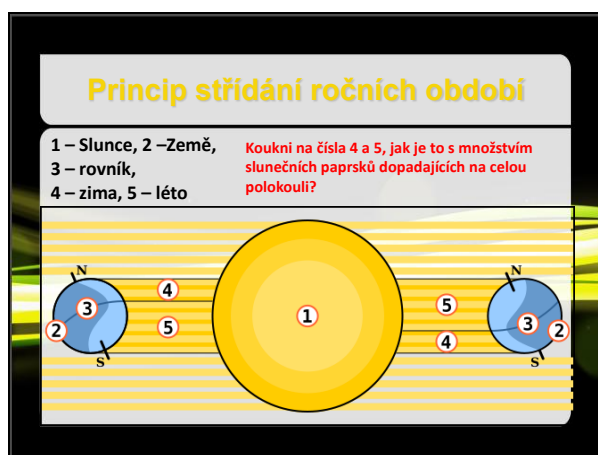 Princip střídání ročních období
1 – Slunce, 2 –Země,
3 – rovník,
4 – zima, 5 – léto
Koukni na čísla 4 a 5, jak je to s množstvím
slunečních paprsků dopadajících na celou
polokouli?
N
3
2
S
4
5
1
5
4
N
3
2
S